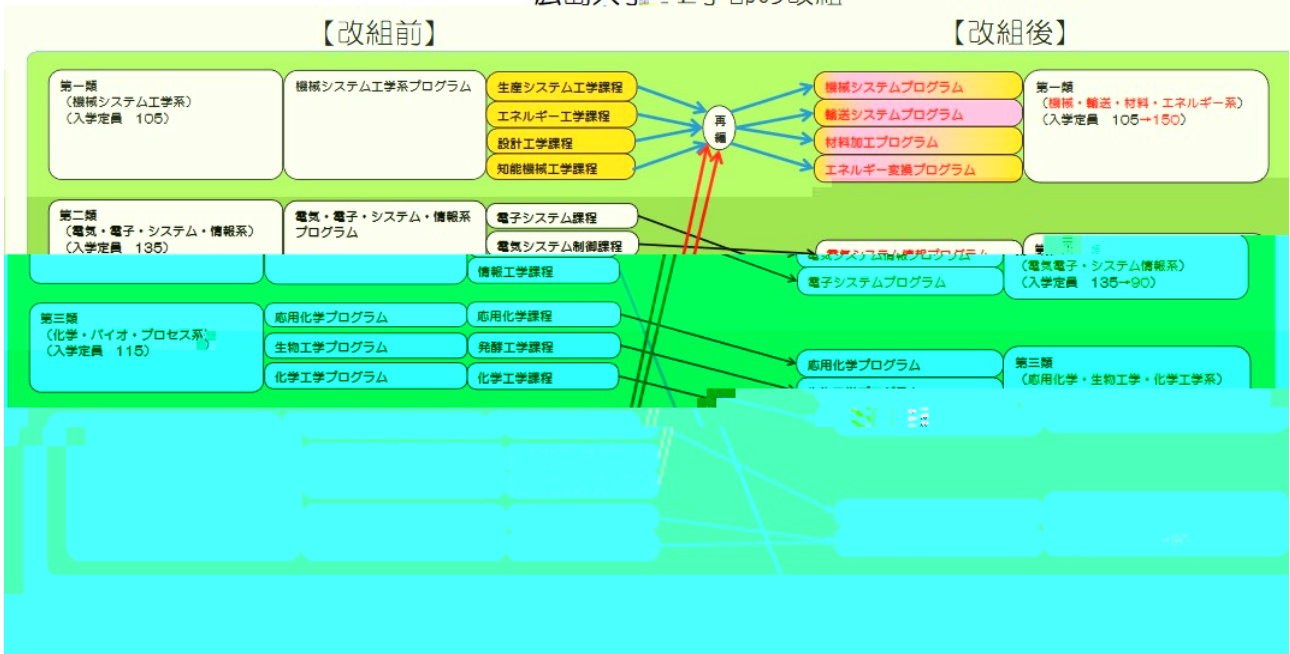 【改組前】
【改組後】
第一類
（機械システム工学系）
（入学定員 105）
機械システム工学系プログラム
生産システム工学課程
エネルギー工学課程
設計工学課程
知能機械工学課程
再
編
機械システムプログラム
輸送システムプログラム
材料加工プログラム
エネルギー変換プログラム
第一類
（機械・輸送・材料・エネルギー系）
（入学定員 105→150）
第二類
（電気・電子・システム・情報系）
（入学定員 135）
電気・電子・システム・情報系
プログラム
電子システム課程
電気システム制御課程
情報工学課程
電気システム情報プログラム
電子システムプログラム
（電気電子・システム情報系）
（入学定員 135→90）
第三類
（化学・バイオ・プロセス系）
（入学定員 115）
応用化学プログラム
生物工学プログラム
化学工学プログラム
応用化学課程
発酵工学課程
化学工学課程
応用化学プログラム
第三類
（応用化学・生物工学・化学工学系）